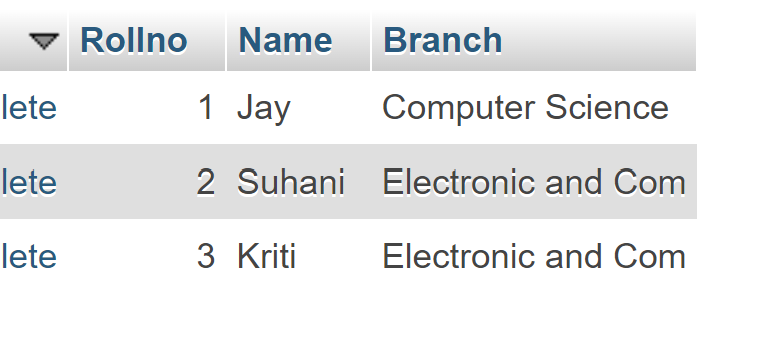 Rollno Name Branch
lete 1 Jay Computer Science
lete 2 Suhani Electronic and Com
lete 3 Kriti Electronic and Com